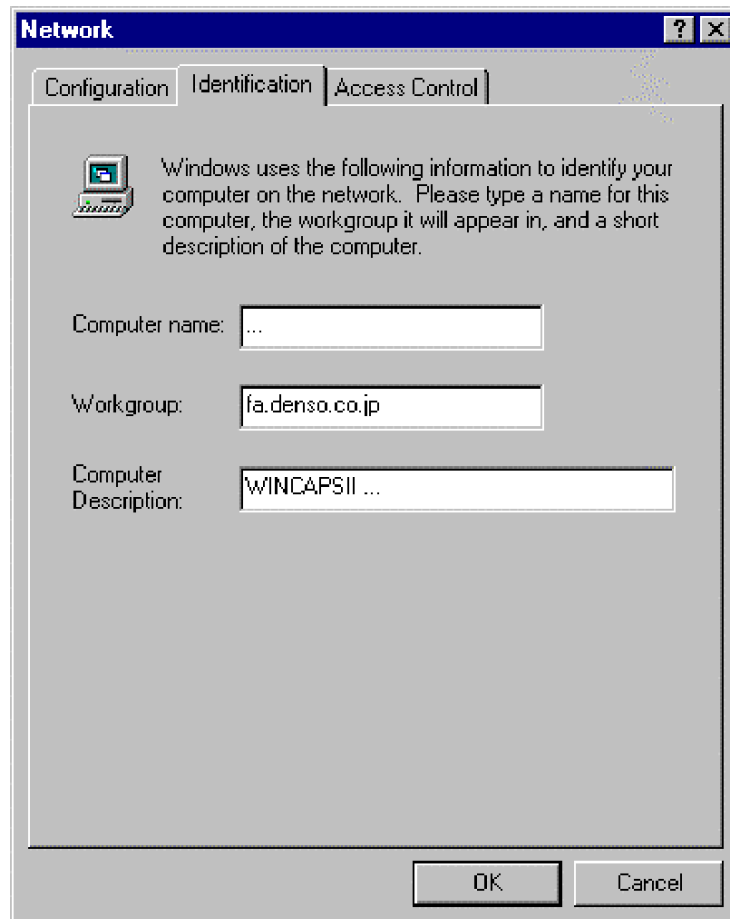 Network
Configuration Identification Access Control
Windows uses the following information to identify your
computer on the network. Please type a name for this
computer, the workgroup it will appear in, and a short
description of the computer.
Computer name: ...
Workgroup: fa.denso.co.jp
Computer
Description: WINCAPSII ...
OK Cancel